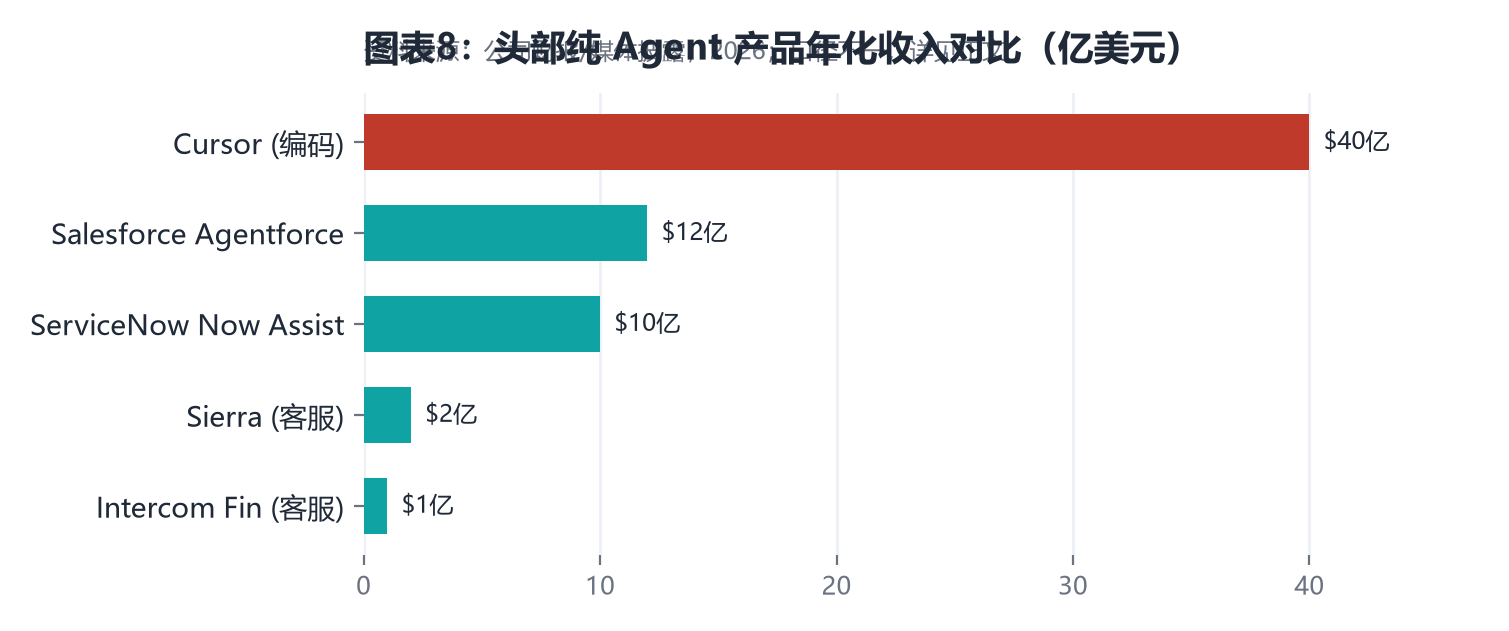 图表8：头部纯 Agent 产品年化收入对比（亿美元）
Cursor (编码)
$40亿
Salesforce Agentforce
$12亿
ServiceNow Now Assist
$10亿
Sierra (客服)
$2亿
Intercom Fin (客服)
$1亿
0 10 20 30 40